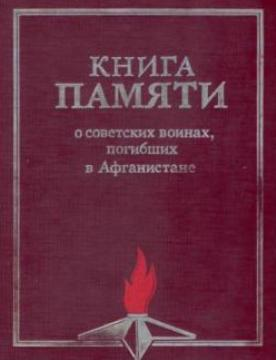 КНИГА
ПАМЯТИ
о советских воинах,
погибших
в Афганистане